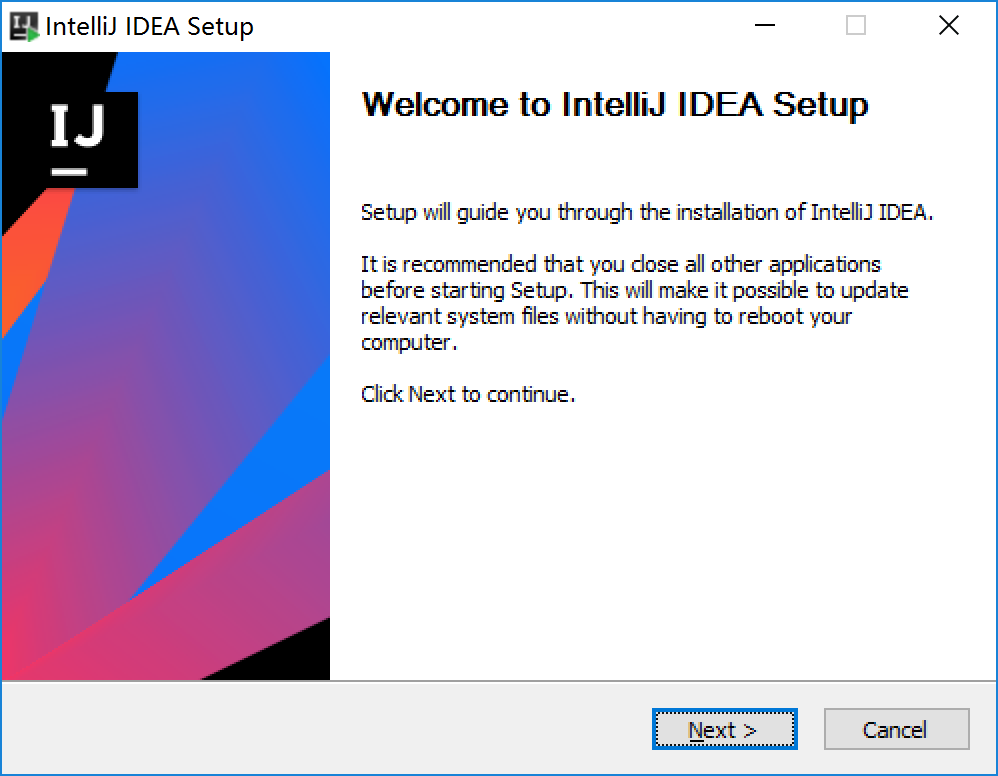 IntelliJ IDEA Setup
IJ
Welcome to IntelliJ IDEA Setup
Setup will guide you through the installation of IntelliJ IDEA.
It is recommended that you close all other applications
before starting Setup. This will make it possible to update
relevant system files without having to reboot your
computer.
Click Next to continue.
Next >
Cancel